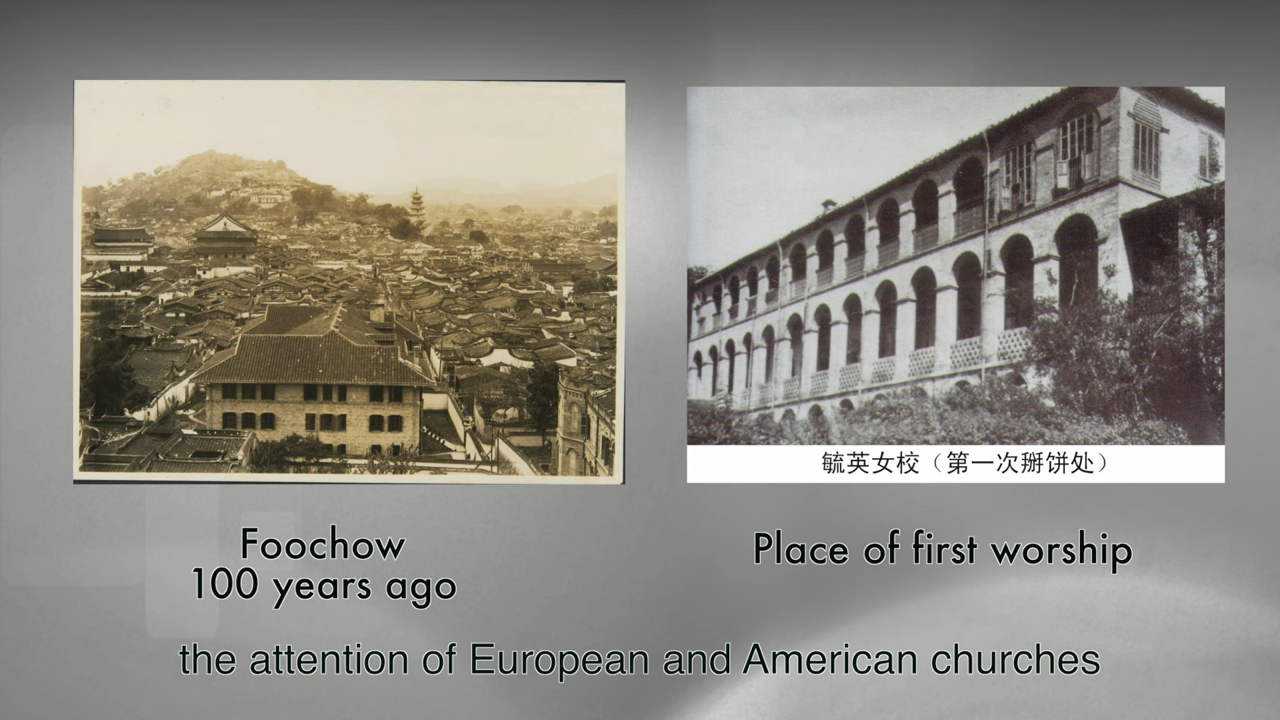 毓英女校（第一次掰饼处）
Foochow
100 years ago
Place of first worship
the attention of European and American churches